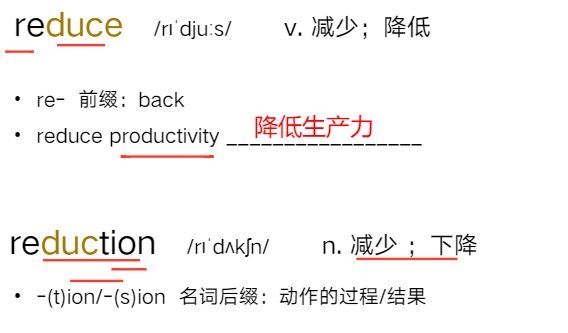 reduce /rɪˈdjuːs/ v. 减少；降低
• re- 前缀：back
• reduce productivity _________________ 降低生产力
reduction /rɪˈdʌkʃn/ n. 减少 ；下降
• -(t)ion/-(s)ion 名词后缀：动作的过程/结果